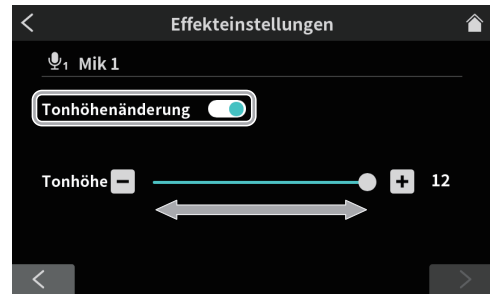 Effekteinstellungen
1 Mik 1
Tonhöhenänderung
Tonhöhe − + 12